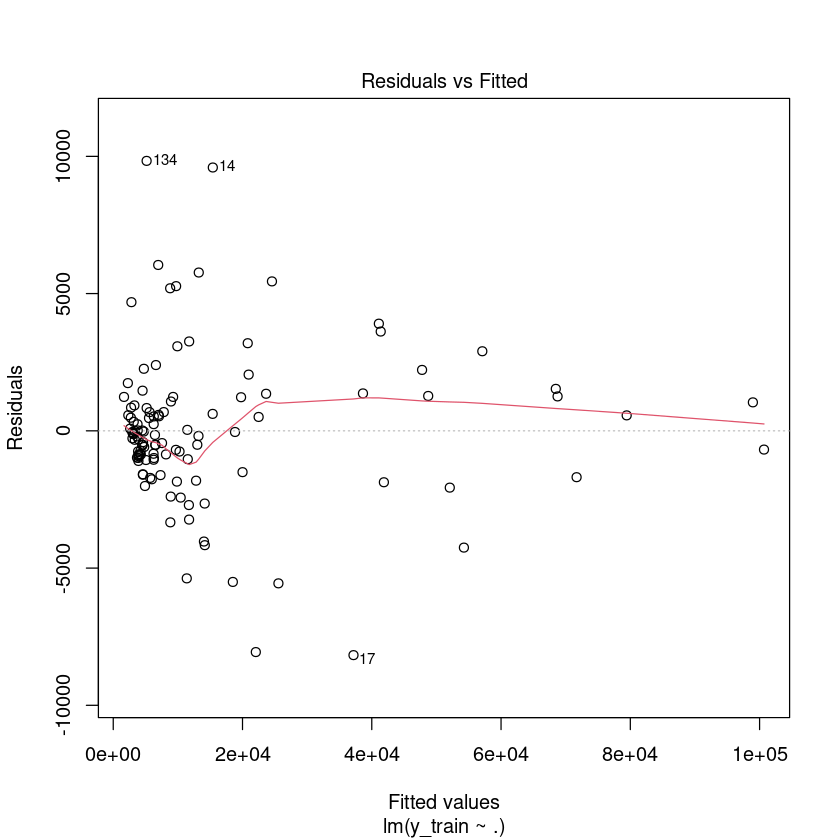 Residuals vs Fitted
10000
134
14
5000
Residuals
0
-5000
17
-10000
0e+00 2e+04 4e+04 6e+04 8e+04 1e+05
Fitted values
lm(y_train ~ .)